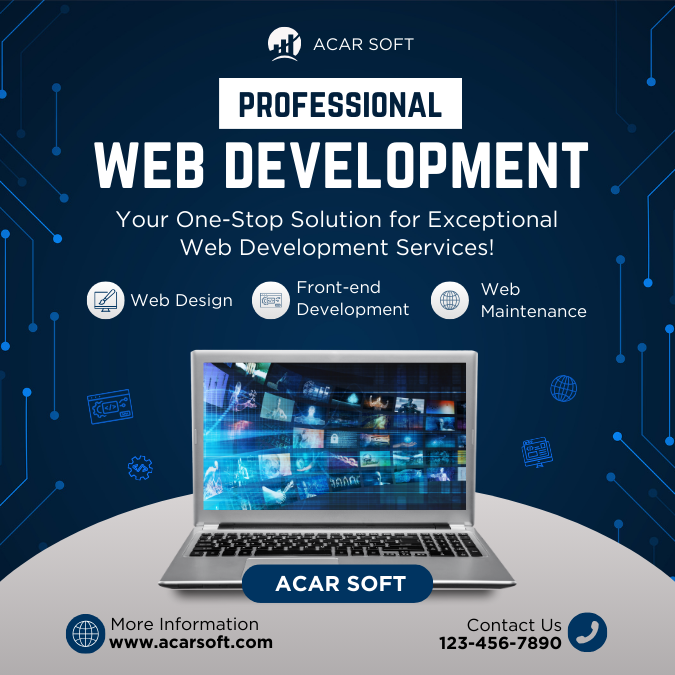 ACAR SOFT
PROFESSIONAL
WEB DEVELOPMENT
Your One-Stop Solution for Exceptional
Web Development Services!
Web Design
Front-end
Development
Web
Maintenance
ACAR SOFT
More Information
www.acarsoft.com
Contact Us
123-456-7890